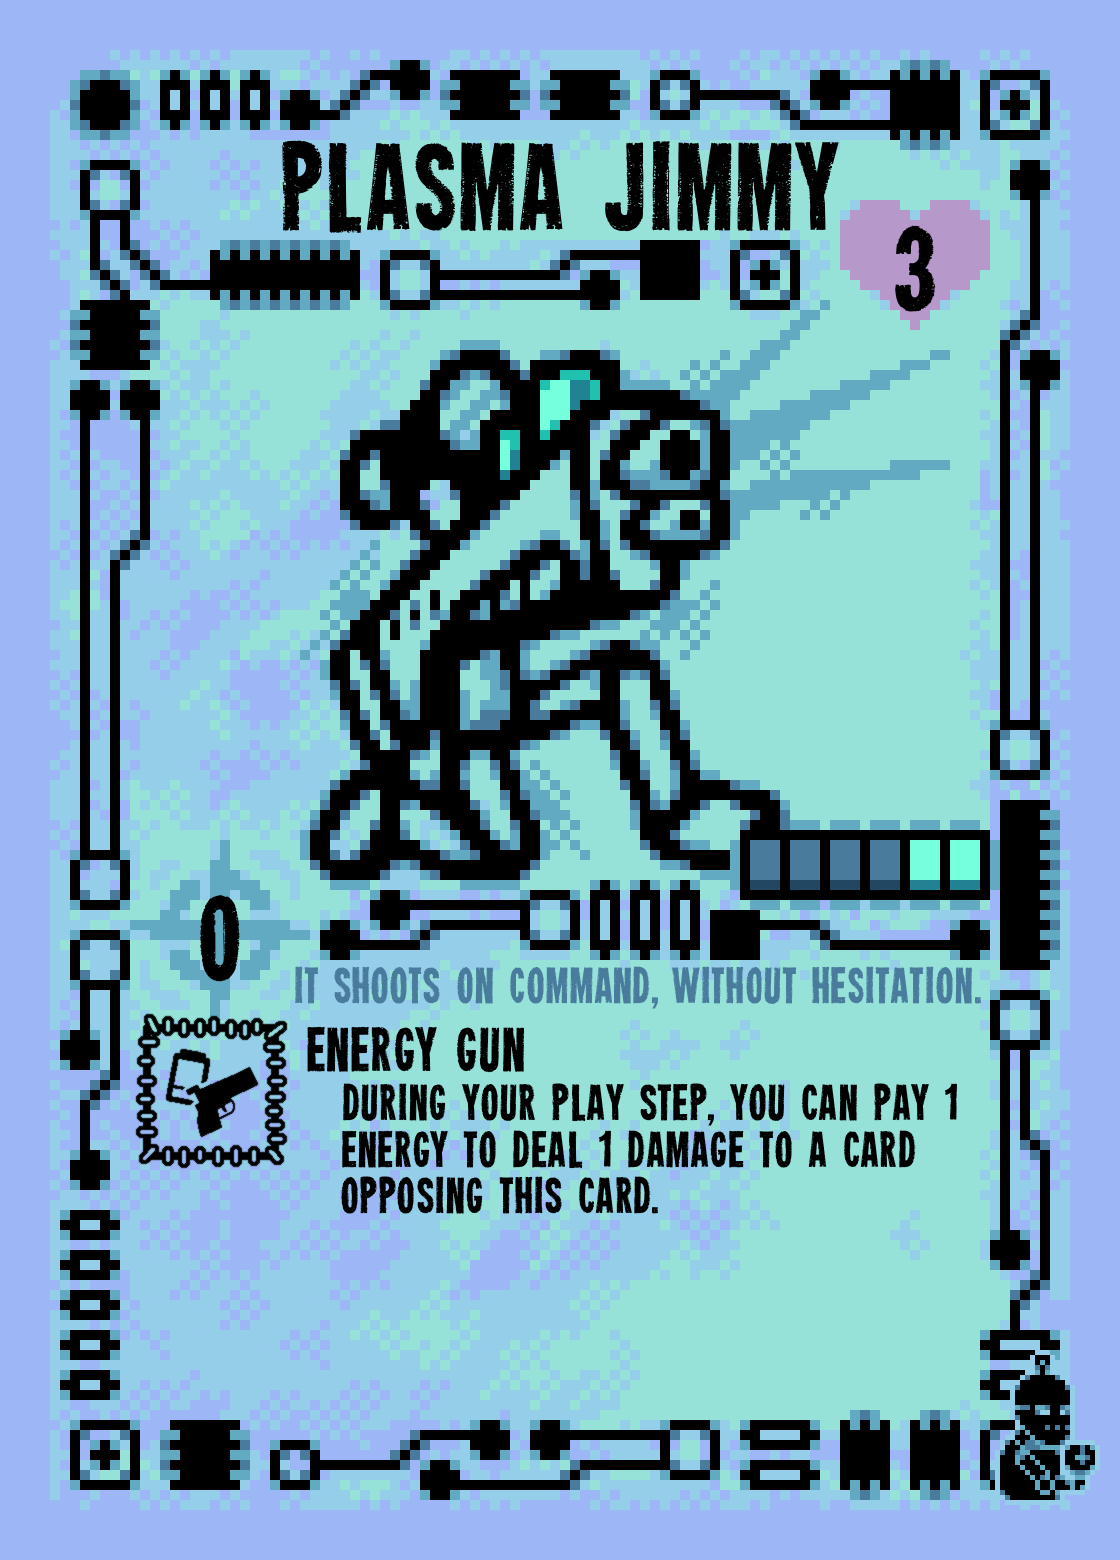 PLASMA JIMMY
3
0
IT SHOOTS ON COMMAND, WITHOUT HESITATION.
ENERGY GUN
DURING YOUR PLAY STEP, YOU CAN PAY 1
ENERGY TO DEAL 1 DAMAGE TO A CARD
OPPOSING THIS CARD.